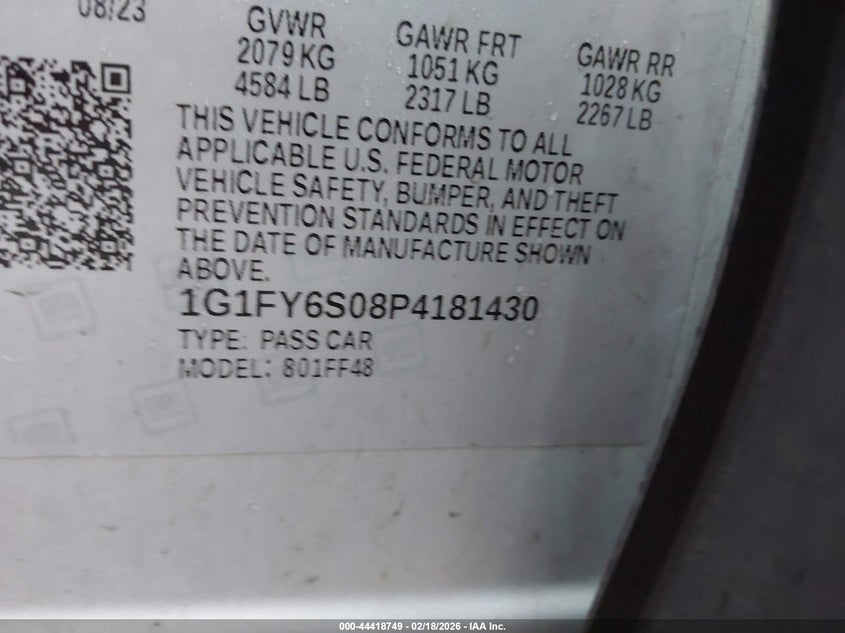 08/23
GVWR
2079 KG
4584 LB
GAWR FRT
1051 KG
2317 LB
GAWR RR
1028 KG
2267 LB
THIS VEHICLE CONFORMS TO ALL
APPLICABLE U.S. FEDERAL MOTOR
VEHICLE SAFETY, BUMPER, AND THEFT
PREVENTION STANDARDS IN EFFECT ON
THE DATE OF MANUFACTURE SHOWN
ABOVE.
1G1FY6S08P4181430
TYPE: PASS CAR
MODEL: 801FF48
000-44418749 — 02/18/2026 — IAA Inc.